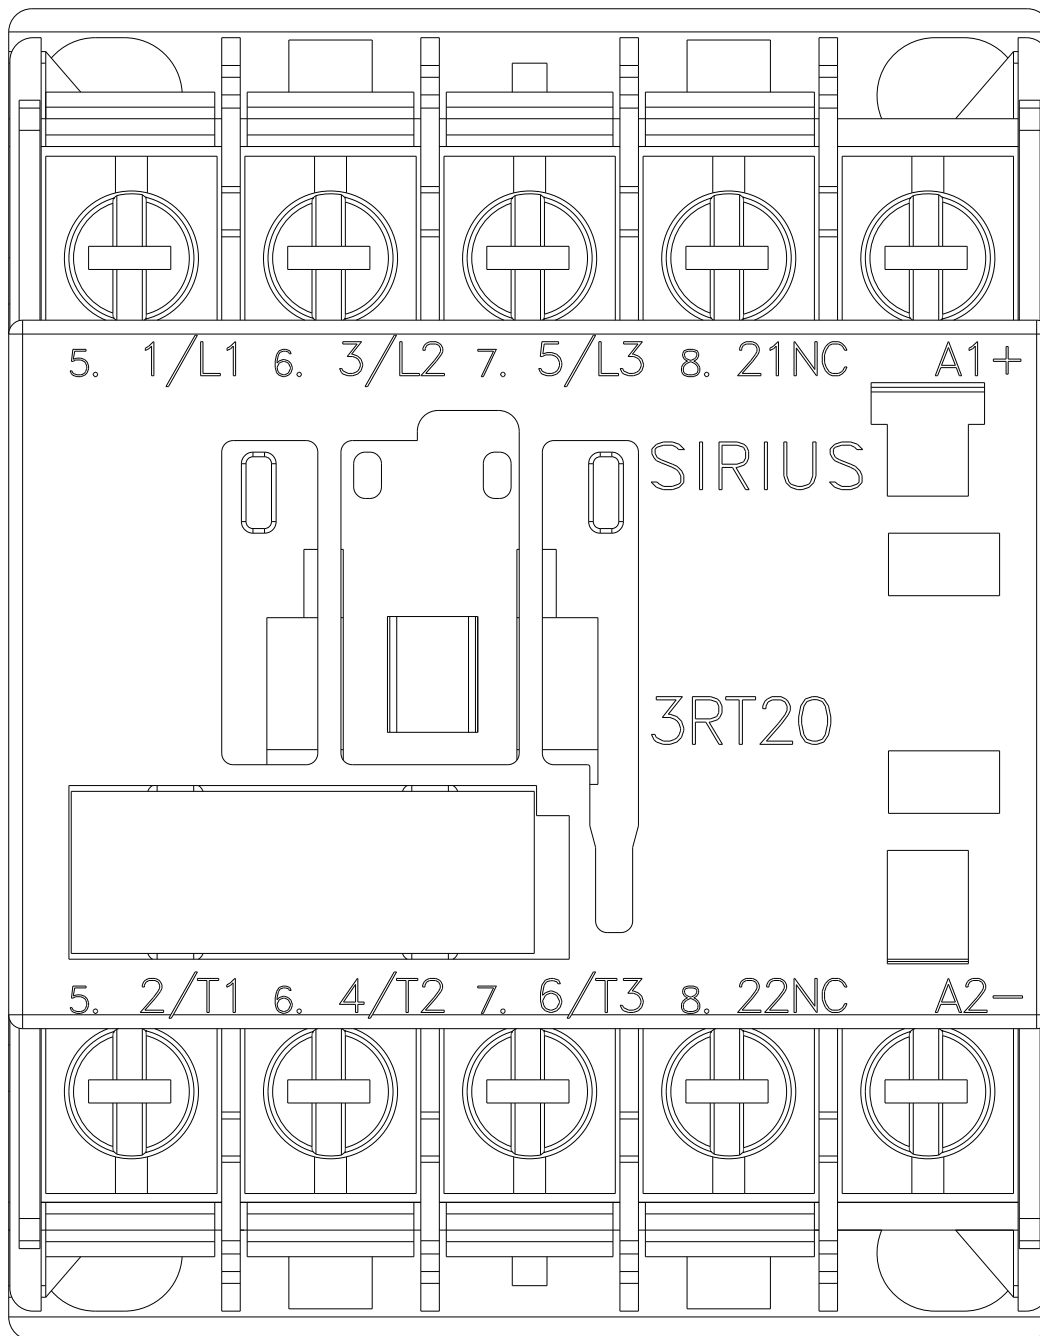 5. 1/L1 6. 3/L2 7. 5/L3 8. 21NC A1+
SIRIUS
3RT20
5. 2/T1 6. 4/T2 7. 6/T3 8. 22NC A2-